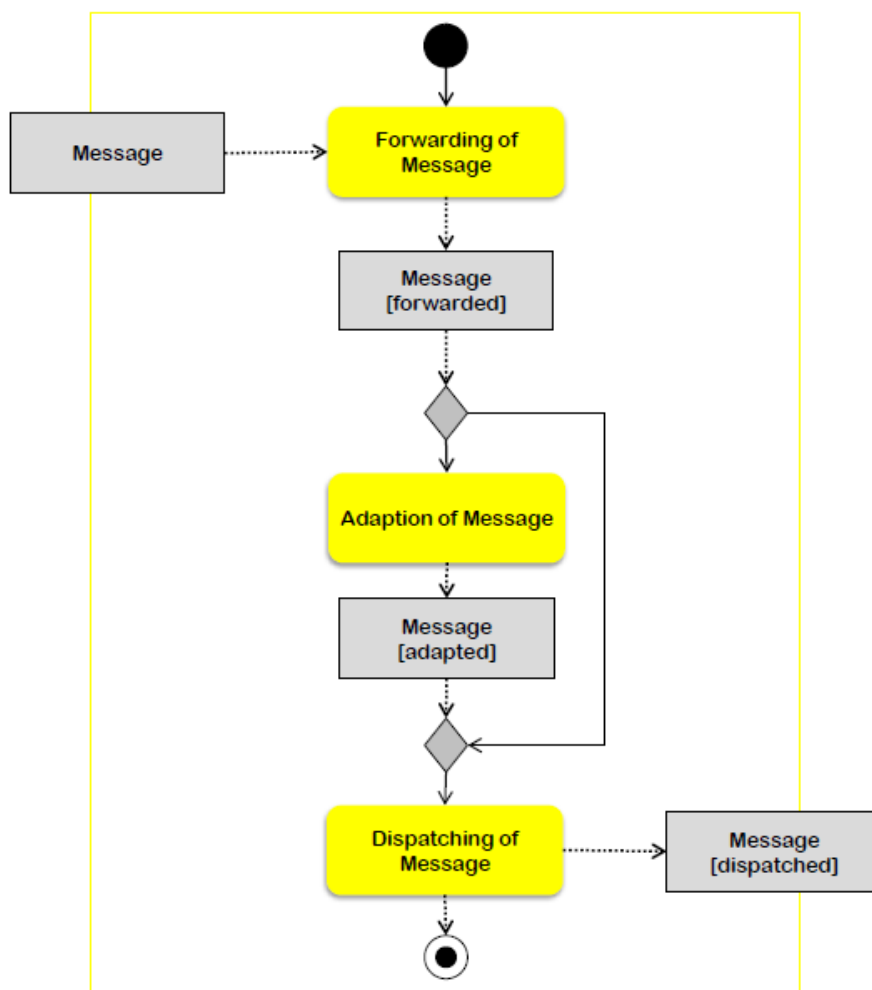 Forwarding of
Message
Message
Message
[forwarded]
Adaption of Message
Message
[adapted]
Dispatching of
Message
Message
[dispatched]